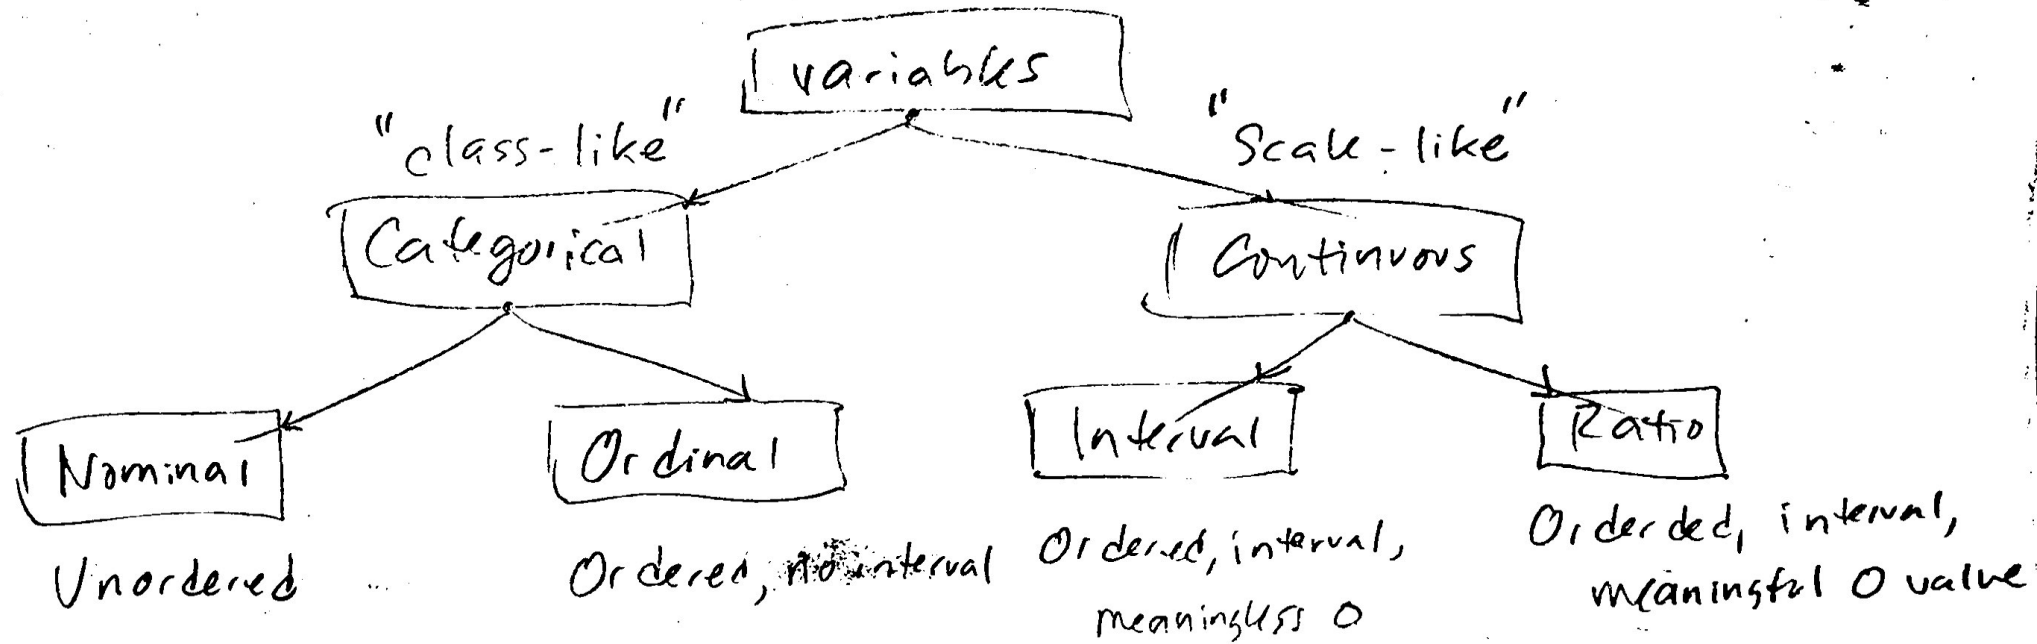 variables
"class-like"
"Scale-like"
Categorical
Continuous
Nominal
Ordinal
Interval
Ratio
Unordered
Ordered, no interval
Ordered, interval,
meaningless 0
Orderded, interval,
meaningful 0 value